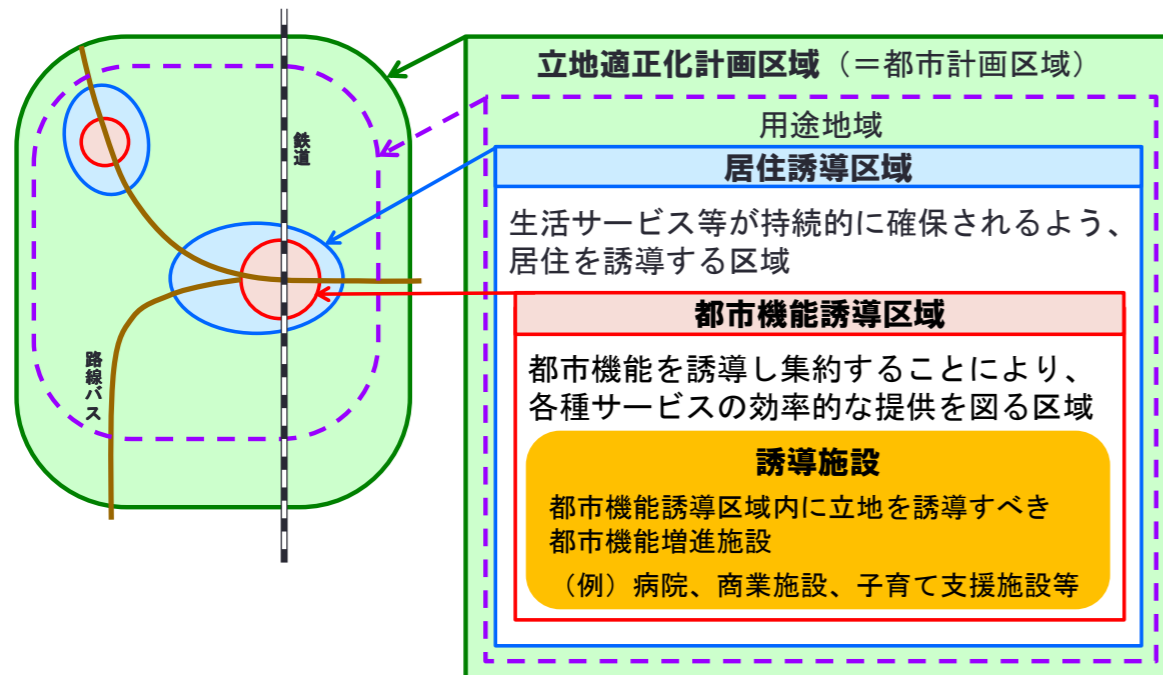 鉄道
路線バス
立地適正化計画区域（＝都市計画区域）
用途地域
居住誘導区域
生活サービス等が持続的に確保されるよう、
居住を誘導する区域
都市機能誘導区域
都市機能を誘導し集約することにより、
各種サービスの効率的な提供を図る区域
誘導施設
都市機能誘導区域内に立地を誘導すべき
都市機能増進施設
（例）病院、商業施設、子育て支援施設等